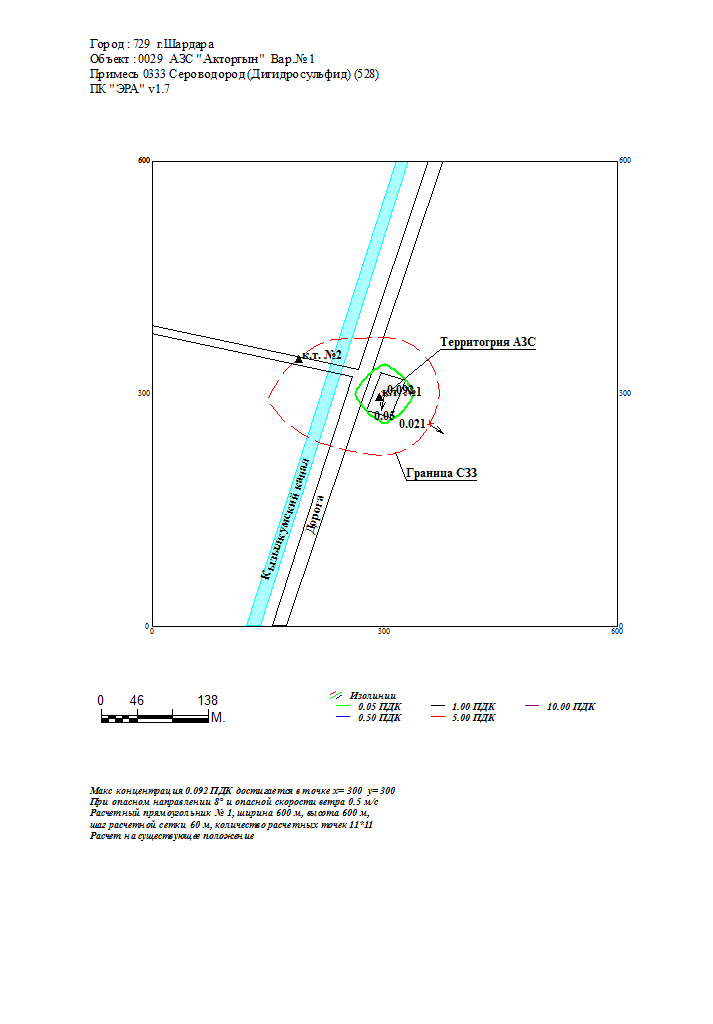 Город : 729 г.Шардара
Объект : 0029 АЗС "Акторгын" Вар.№ 1
Примесь 0333 Сероводород (Дигидросульфид) (528)
ПК "ЭРА" v1.7
600
600
Территогрия АЗС
к.т. №2
300
300
0.092
к.т. №1
0.05
0.021
Граница СЗЗ
Кызылкумский канал
Дорога
0
0
0
300
600
0 46 138
М.
Изолинии
0.05 ПДК 1.00 ПДК 10.00 ПДК
0.50 ПДК 5.00 ПДК
Макс концентрация 0.092 ПДК достигается в точке x= 300 y= 300
При опасном направлении 8° и опасной скорости ветра 0.5 м/с
Расчетный прямоугольник № 1, ширина 600 м, высота 600 м,
шаг расчетной сетки 60 м, количество расчетных точек 11*11
Расчет на существующее положение